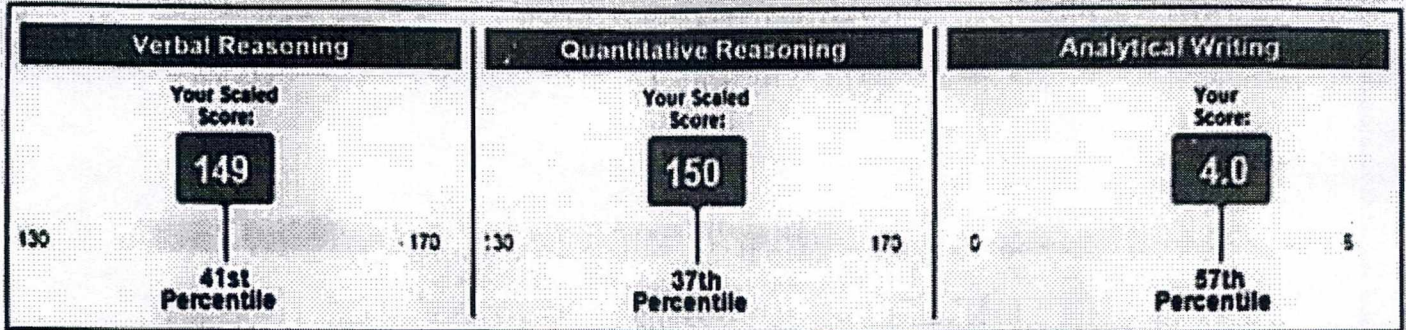 Verbal Reasoning
Your Scaled
Score:
149
130
170
41st
Percentile
Quantitative Reasoning
Your Scaled
Score:
150
130
170
37th
Percentile
Analytical Writing
Your
Score:
4.0
0
6
57th
Percentile